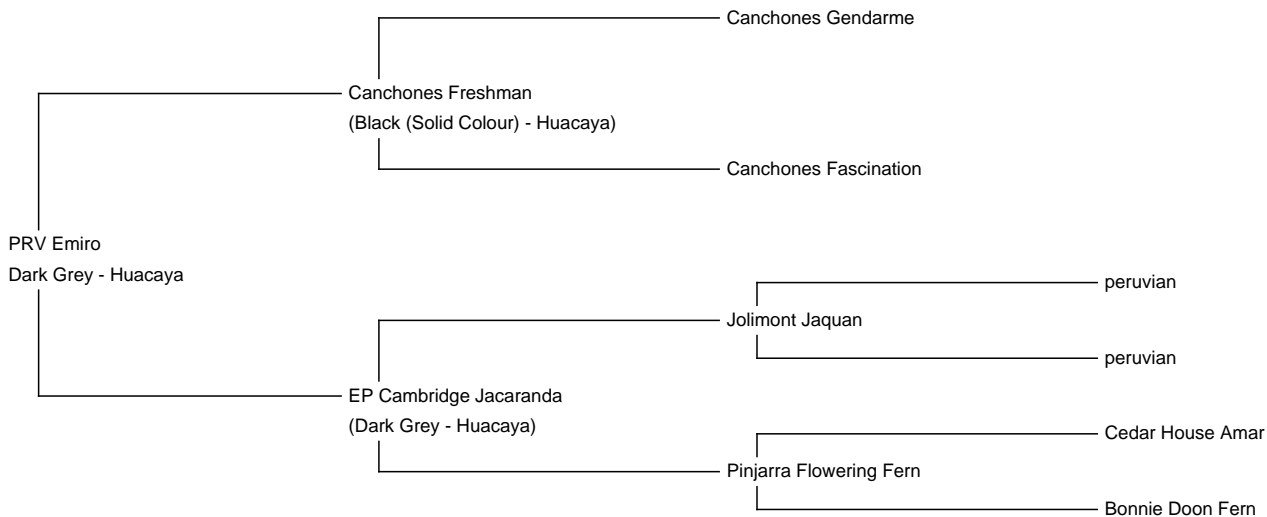 Canchones Gendarme
Canchones Freshman
(Black (Solid Colour) - Huacaya)
Canchones Fascination
PRV Emiro
Dark Grey - Huacaya
peruvian
Jolimont Jaquan
peruvian
EP Cambridge Jacaranda
(Dark Grey - Huacaya)
Cedar House Amar
Pinjarra Flowering Fern
Bonnie Doon Fern